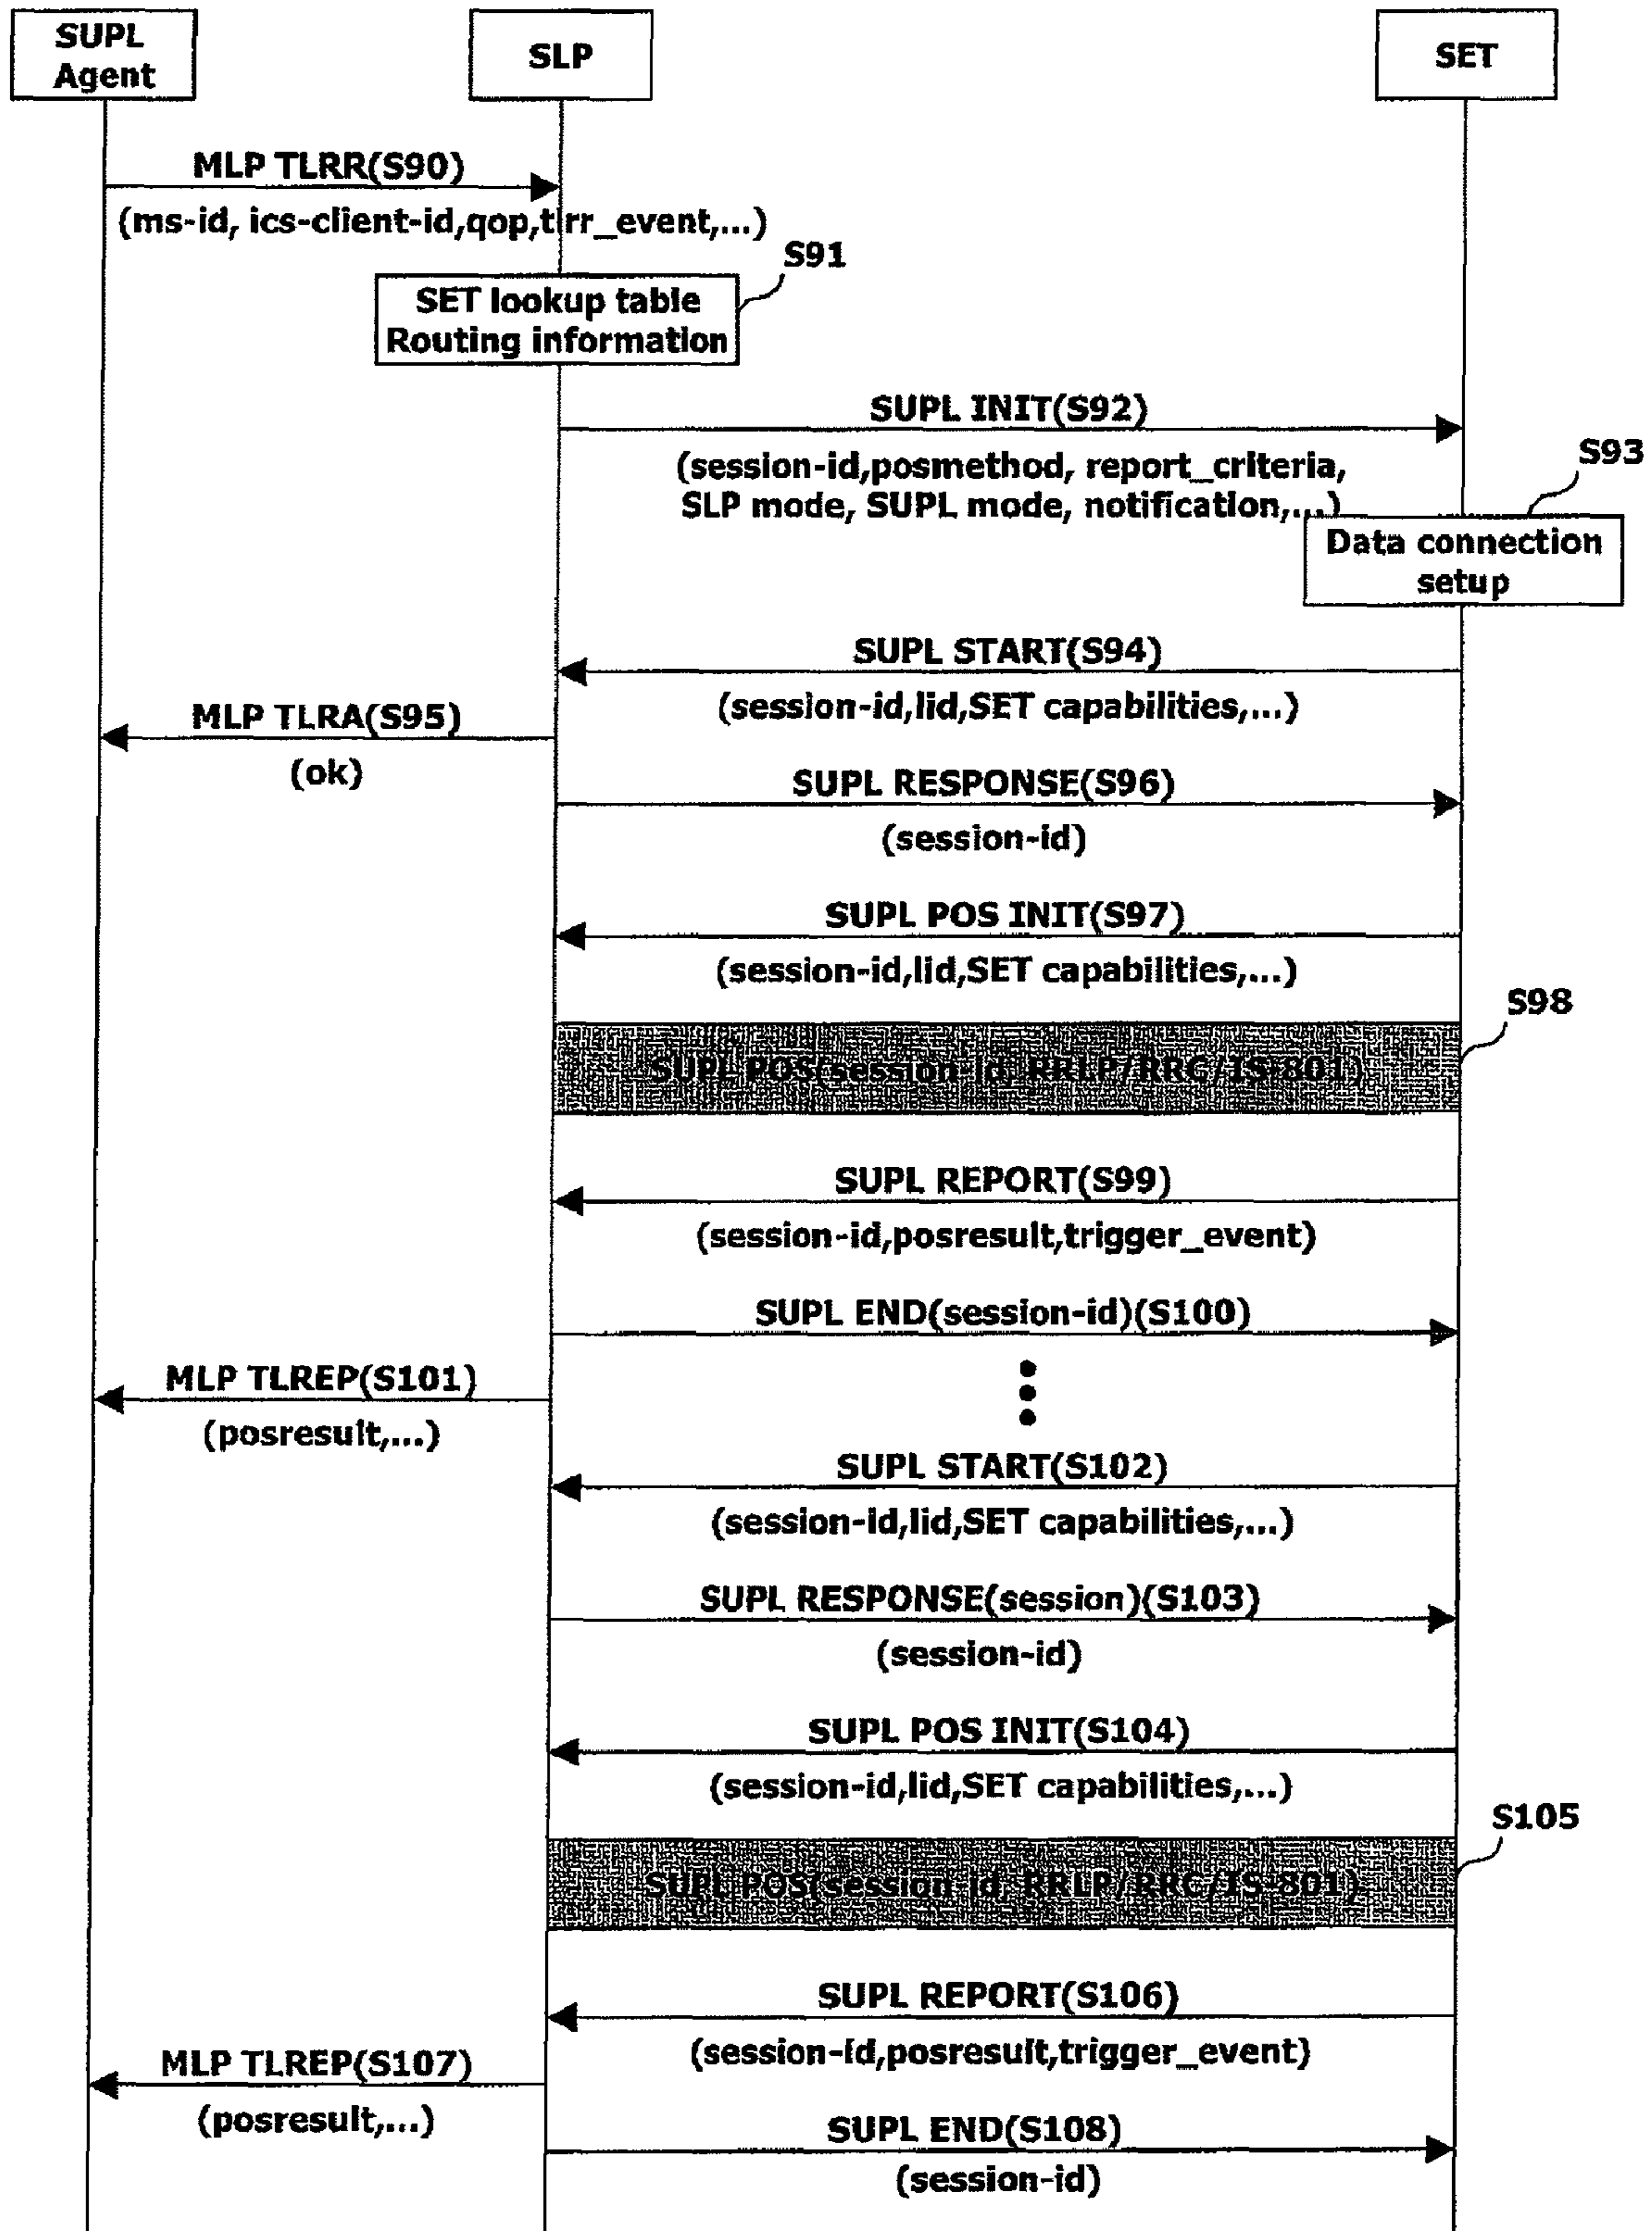 SUPL
Agent
SLP
SET
MLP TLRR(S90)
(ms-id, ics-client-id,qop,tlrr_event,...)
S91
SET lookup table
Routing information
SUPL INIT(S92)
(session-id,posmethod, report_criteria,
SLP mode, SUPL mode, notification,...)
S93
Data connection
setup
SUPL START(S94)
(session-id,lid,SET capabilities,...)
MLP TLRA(S95)
(ok)
SUPL RESPONSE(S96)
(session-id)
SUPL POS INIT(S97)
(session-id,lid,SET capabilities,....)
S98
SUPL POS(session-id, RRLP/RRC/IS-801)
SUPL REPORT(S99)
(session-id,posresult,trigger_event)
SUPL END(session-id)(S100)
MLP TLREP(S101)
(posresult,...)
SUPL START(S102)
(session-id,lid,SET capabilities,...)
SUPL RESPONSE(session)(S103)
(session-id)
SUPL POS INIT(S104)
(session-id,lid,SET capabilities,...)
S105
SUPL POS(session-id, RRLP/RRC/IS-801)
SUPL REPORT(S106)
(session-id,posresult,trigger_event)
MLP TLREP(S107)
(posresult,...)
SUPL END(S108)
(session-id)